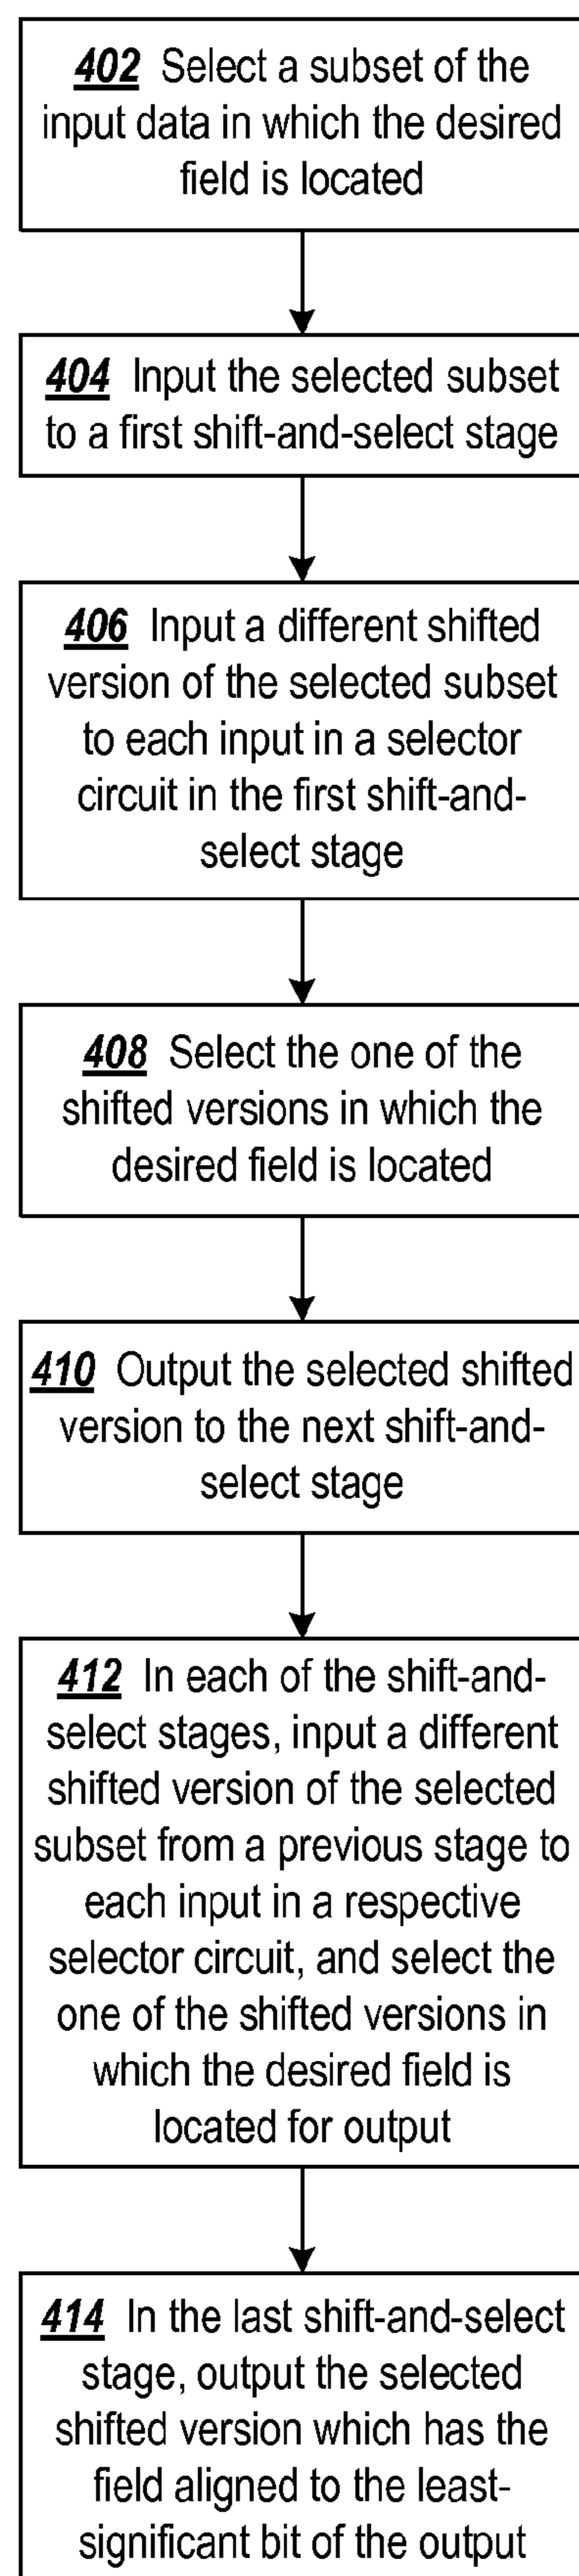 402 Select a subset of the
input data in which the desired
field is located
404 Input the selected subset
to a first shift-and-select stage
406 Input a different shifted
version of the selected subset
to each input in a selector
circuit in the first shift-and-
select stage
408 Select the one of the
shifted versions in which the
desired field is located
410 Output the selected shifted
version to the next shift-and-
select stage
412 In each of the shift-and-
select stages, input a different
shifted version of the selected
subset from a previous stage to
each input in a respective
selector circuit, and select the
one of the shifted versions in
which the desired field is
located for output
414 In the last shift-and-select
stage, output the selected
shifted version which has the
field aligned to the least-
significant bit of the output